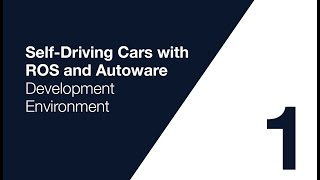 Self-Driving Cars with
ROS and Autoware
Development
Environment
1